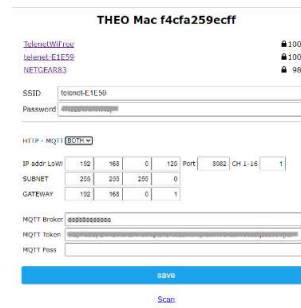 THEO Mac f4cfa259ecff
TelenetWiFree 100
telenet-E1E59 100
NETGEAR83 98
SSID telenet-E1E59
Password
HTTP - MQTT BOTH
IP addr LoWi 192 168 0 125 Port 8082 CH 1-16 1
SUBNET 255 255 255 0
GATEWAY 192 168 0 1
MQTT Broker
MQTT Token
MQTT Pass
save
Scan